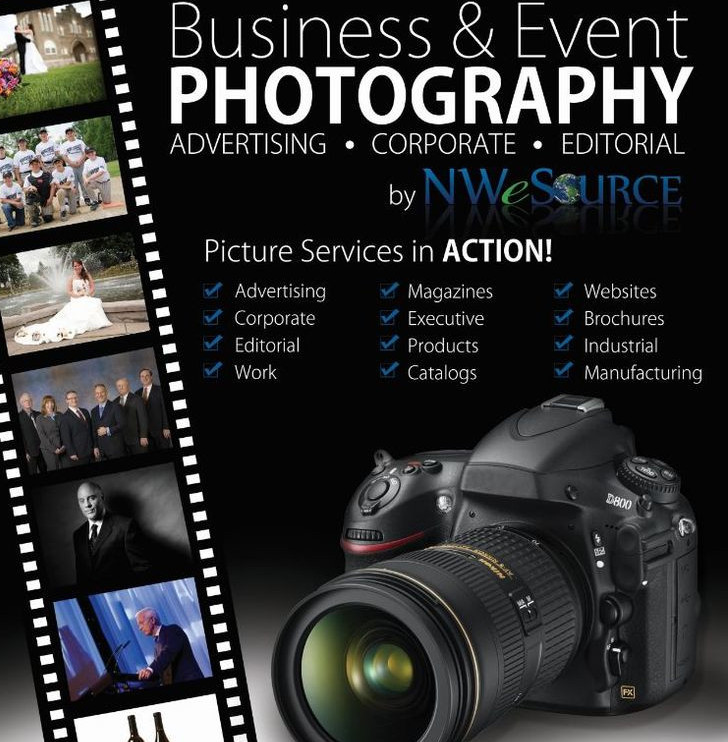 Business & Event
PHOTOGRAPHY
ADVERTISING • CORPORATE • EDITORIAL
by NWeSOURCE
Picture Services in ACTION!
Advertising
Corporate
Editorial
Work
Magazines
Executive
Products
Catalogs
Websites
Brochures
Industrial
Manufacturing
D800
FX